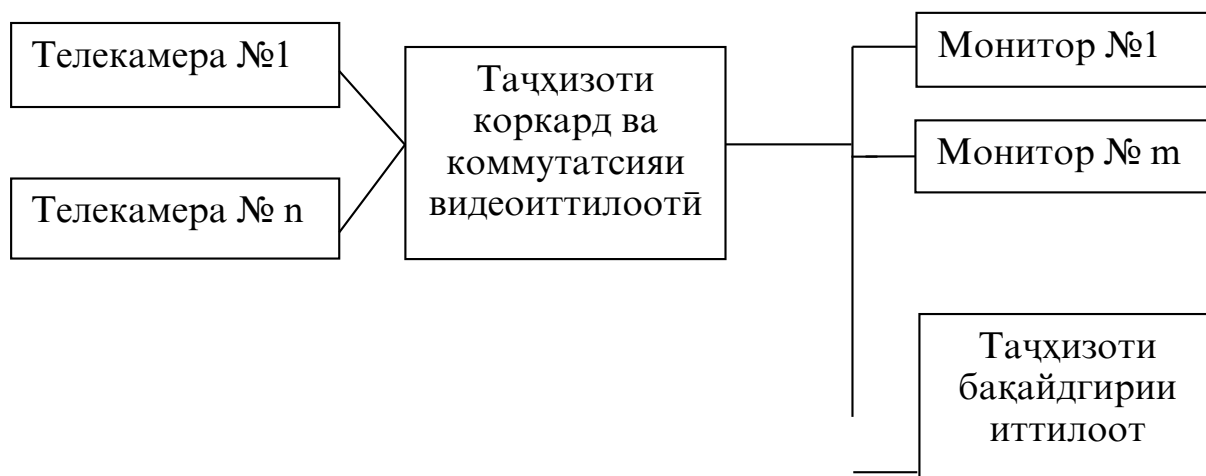 Телекамера №1
Телекамера № n
Таҷҳизоти
коркард ва
коммутатсияи
видеоиттилоотӣ
Монитор №1
Монитор № m
Таҷҳизоти
бақайдгирии
иттилоот